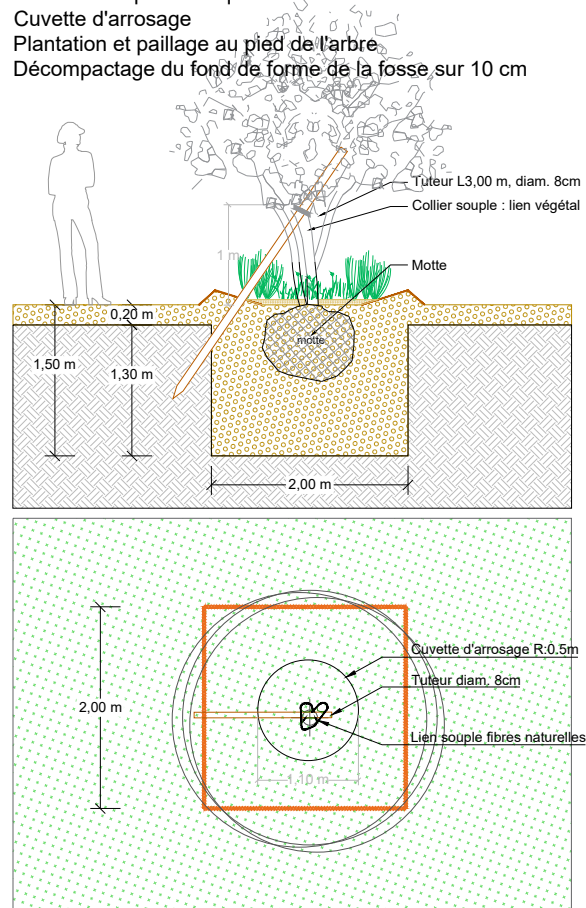 Cuvette d'arrosage
Plantation et paillage au pied de l'arbre
Décompactage du fond de forme de la fosse sur 10 cm
Tuteur L3,00 m, diam. 8cm
Collier souple : lien végétal
1 m
Motte
0,20 m
motte
1,50 m
1,30 m
2,00 m
Cuvette d'arrosage R:0.5m
Tuteur diam. 8cm
2,00 m
Lien souple fibres naturelles
1,10 m